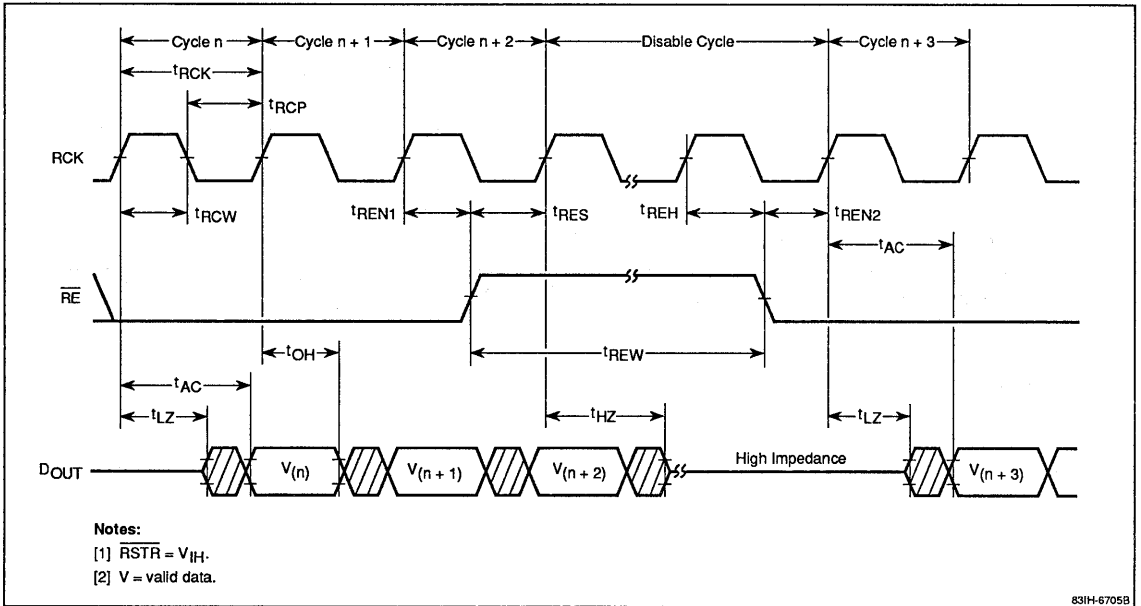 Cycle n Cycle n + 1 Cycle n + 2 Disable Cycle Cycle n + 3
tRCK
tRCP
RCK
tRCW tREN1 tRES tREH tREN2
tAC
RE
tOH tREW
tAC
tLZ tHZ tLZ
DOUT V(n) V(n + 1) V(n + 2) High Impedance V(n + 3)
Notes:
[1] RSTR = VIH.
[2] V = valid data.
83IH-6705B